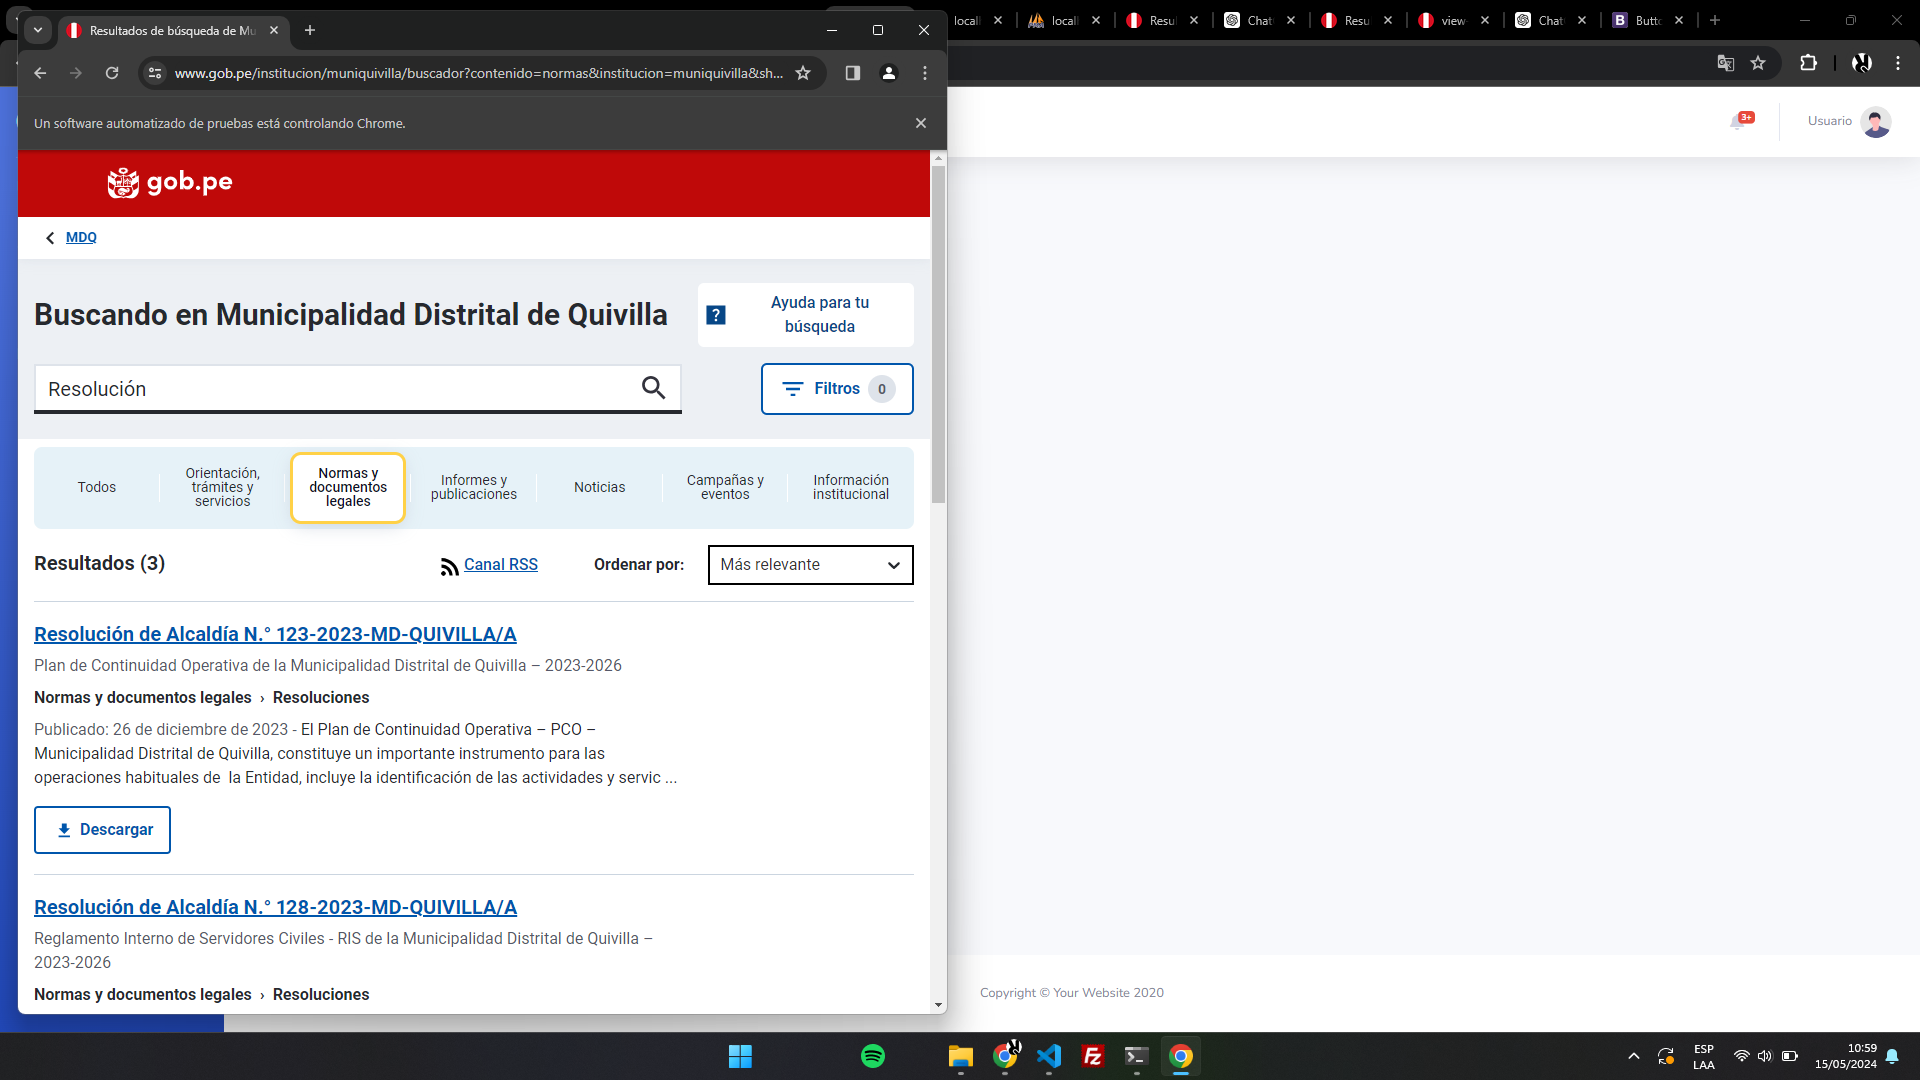 Resultados de búsqueda de Mu
locall
locall
Resul
Chat
Resu
view-
Chat
Butto
www.gob.pe/institucion/muniquivilla/buscador?contenido=normas&institucion=muniquivilla&sh...
Un software automatizado de pruebas está controlando Chrome.
3+
Usuario
gob.pe
MDQ
Buscando en Municipalidad Distrital de Quivilla
? Ayuda para tu
búsqueda
Resolución
Filtros 0
Todos
Orientación,
trámites y
servicios
Normas y
documentos
legales
Informes y
publicaciones
Noticias
Campañas y
eventos
Información
institucional
Resultados (3)
Canal RSS
Ordenar por:
Más relevante
Resolución de Alcaldía N.° 123-2023-MD-QUIVILLA/A
Plan de Continuidad Operativa de la Municipalidad Distrital de Quivilla – 2023-2026
Normas y documentos legales › Resoluciones
Publicado: 26 de diciembre de 2023 - El Plan de Continuidad Operativa – PCO –
Municipalidad Distrital de Quivilla, constituye un importante instrumento para las
operaciones habituales de la Entidad, incluye la identificación de las actividades y servic ...
Descargar
Resolución de Alcaldía N.° 128-2023-MD-QUIVILLA/A
Reglamento Interno de Servidores Civiles - RIS de la Municipalidad Distrital de Quivilla –
2023-2026
Normas y documentos legales › Resoluciones
Copyright © Your Website 2020
ESP
LAA
10:59
15/05/2024